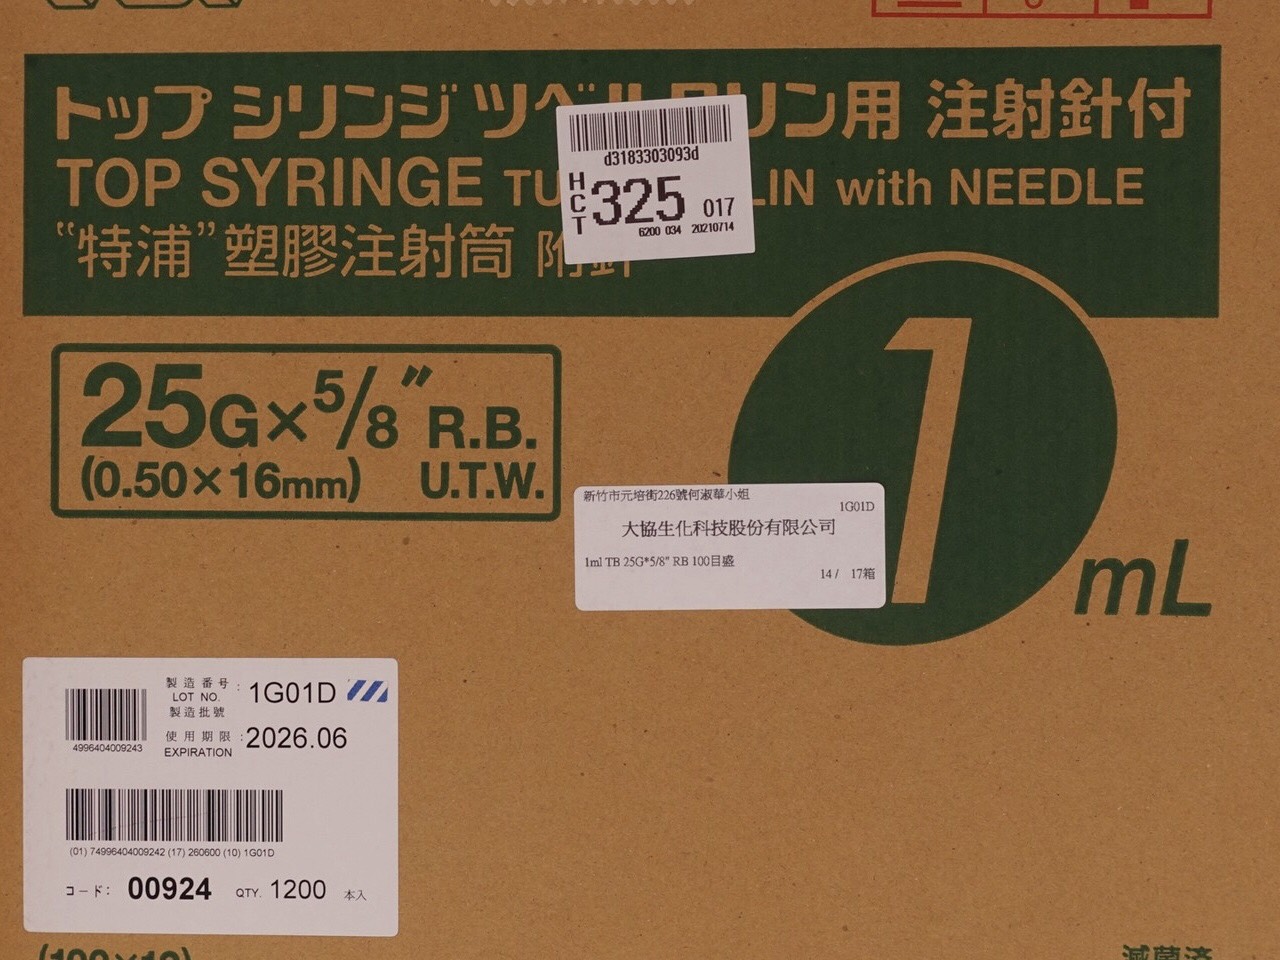 トップ シリンジ ツベルクリン用 注射針付
TOP SYRINGE TU LIN with NEEDLE
“特浦”塑膠注射筒 附針
d3183303093d
HCT 325 017
6200 034 20210714
25G×5/8" R.B.
(0.50×16mm) U.T.W.
1 mL
新竹市元培街226號何淑華小姐
1G01D
大協生化科技股份有限公司
1ml TB 25G*5/8" RB 100目盛
14 / 17箱
製造番号
LOT NO. : 1G01D
製造批號
4996404009243
使用期限 : 2026.06
EXPIRATION
(01) 74996404009242 (17) 260600 (10) 1G01D
コード: 00924 QTY. 1200 本入
滅菌済